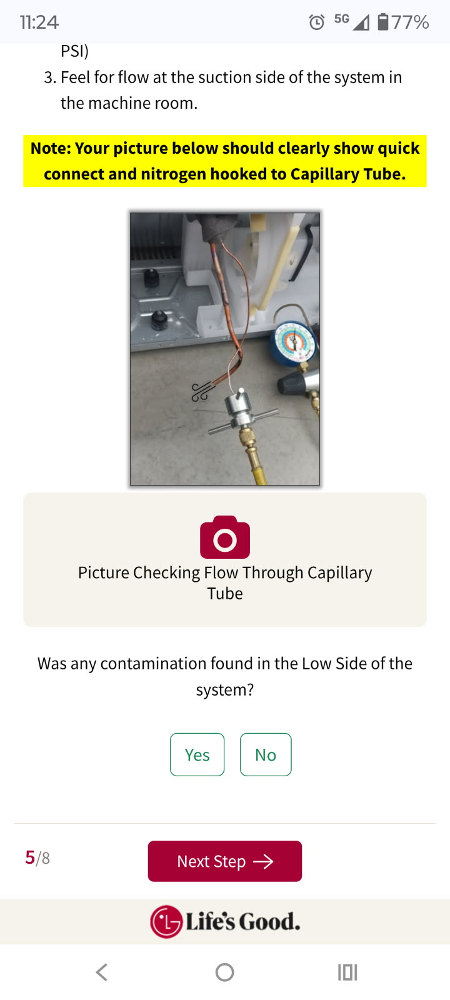 11:24
5G
77%
PSI)
3. Feel for flow at the suction side of the system in
the machine room.
Note: Your picture below should clearly show quick
connect and nitrogen hooked to Capillary Tube.
Picture Checking Flow Through Capillary
Tube
Was any contamination found in the Low Side of the
system?
Yes
No
5/8
Next Step →
LG Life's Good.